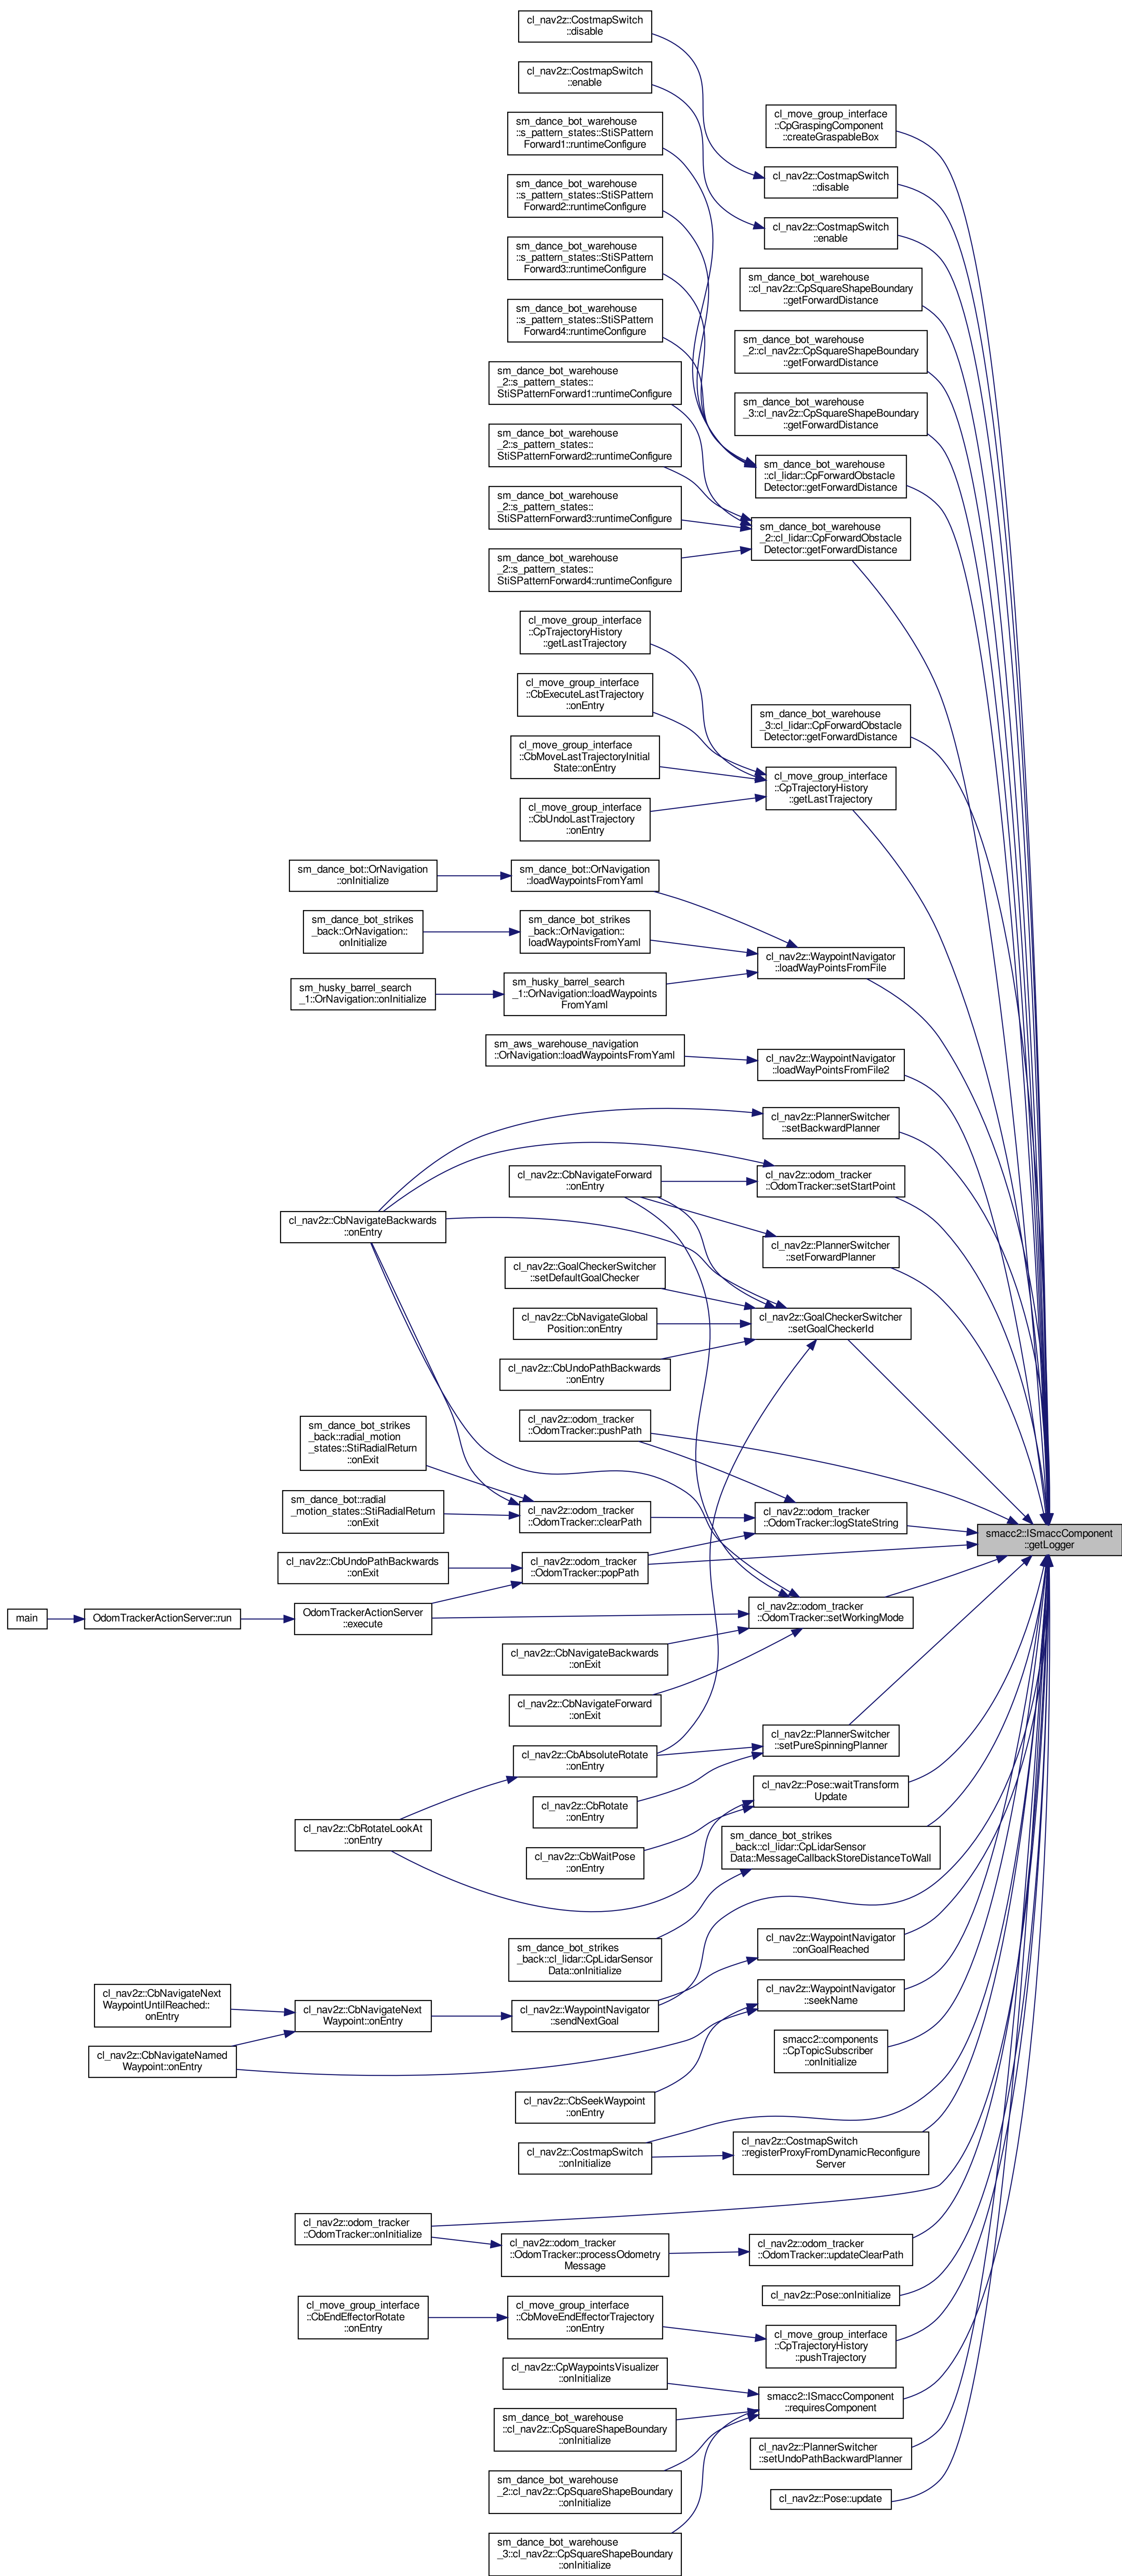 cl_nav2z::CostmapSwitch
::disable
cl_nav2z::CostmapSwitch
::enable
cl_move_group_interface
::CpGraspingComponent
::createGraspableBox
sm_dance_bot_warehouse
::s_pattern_states::StiSPattern
Forward1::runtimeConfigure
cl_nav2z::CostmapSwitch
::disable
sm_dance_bot_warehouse
::s_pattern_states::StiSPattern
Forward2::runtimeConfigure
cl_nav2z::CostmapSwitch
::enable
sm_dance_bot_warehouse
::s_pattern_states::StiSPattern
Forward3::runtimeConfigure
sm_dance_bot_warehouse
::cl_nav2z::CpSquareShapeBoundary
::getForwardDistance
sm_dance_bot_warehouse
::s_pattern_states::StiSPattern
Forward4::runtimeConfigure
sm_dance_bot_warehouse
_2::cl_nav2z::CpSquareShapeBoundary
::getForwardDistance
sm_dance_bot_warehouse
_2::s_pattern_states::
StiSPatternForward1::runtimeConfigure
sm_dance_bot_warehouse
_3::cl_nav2z::CpSquareShapeBoundary
::getForwardDistance
sm_dance_bot_warehouse
_2::s_pattern_states::
StiSPatternForward2::runtimeConfigure
sm_dance_bot_warehouse
::cl_lidar::CpForwardObstacle
Detector::getForwardDistance
sm_dance_bot_warehouse
_2::s_pattern_states::
StiSPatternForward3::runtimeConfigure
sm_dance_bot_warehouse
_2::cl_lidar::CpForwardObstacle
Detector::getForwardDistance
sm_dance_bot_warehouse
_2::s_pattern_states::
StiSPatternForward4::runtimeConfigure
cl_move_group_interface
::CpTrajectoryHistory
::getLastTrajectory
cl_move_group_interface
::CbExecuteLastTrajectory
::onEntry
sm_dance_bot_warehouse
_3::cl_lidar::CpForwardObstacle
Detector::getForwardDistance
cl_move_group_interface
::CbMoveLastTrajectoryInitial
State::onEntry
cl_move_group_interface
::CpTrajectoryHistory
::getLastTrajectory
cl_move_group_interface
::CbUndoLastTrajectory
::onEntry
sm_dance_bot::OrNavigation
::onInitialize
sm_dance_bot::OrNavigation
::loadWaypointsFromYaml
sm_dance_bot_strikes
_back::OrNavigation::
onInitialize
sm_dance_bot_strikes
_back::OrNavigation::
loadWaypointsFromYaml
cl_nav2z::WaypointNavigator
::loadWayPointsFromFile
sm_husky_barrel_search
_1::OrNavigation::onInitialize
sm_husky_barrel_search
_1::OrNavigation::loadWaypoints
FromYaml
sm_aws_warehouse_navigation
::OrNavigation::loadWaypointsFromYaml
cl_nav2z::WaypointNavigator
::loadWayPointsFromFile2
cl_nav2z::PlannerSwitcher
::setBackwardPlanner
cl_nav2z::CbNavigateForward
::onEntry
cl_nav2z::odom_tracker
::OdomTracker::setStartPoint
cl_nav2z::CbNavigateBackwards
::onEntry
cl_nav2z::PlannerSwitcher
::setForwardPlanner
cl_nav2z::GoalCheckerSwitcher
::setDefaultGoalChecker
cl_nav2z::CbNavigateGlobal
Position::onEntry
cl_nav2z::GoalCheckerSwitcher
::setGoalCheckerId
cl_nav2z::CbUndoPathBackwards
::onEntry
sm_dance_bot_strikes
_back::radial_motion
_states::StiRadialReturn
::onExit
cl_nav2z::odom_tracker
::OdomTracker::pushPath
sm_dance_bot::radial
_motion_states::StiRadialReturn
::onExit
cl_nav2z::odom_tracker
::OdomTracker::clearPath
cl_nav2z::odom_tracker
::OdomTracker::logStateString
smacc2::ISmaccComponent
::getLogger
cl_nav2z::CbUndoPathBackwards
::onExit
cl_nav2z::odom_tracker
::OdomTracker::popPath
main
OdomTrackerActionServer::run
OdomTrackerActionServer
::execute
cl_nav2z::odom_tracker
::OdomTracker::setWorkingMode
cl_nav2z::CbNavigateBackwards
::onExit
cl_nav2z::CbNavigateForward
::onExit
cl_nav2z::PlannerSwitcher
::setPureSpinningPlanner
cl_nav2z::CbAbsoluteRotate
::onEntry
cl_nav2z::Pose::waitTransform
Update
cl_nav2z::CbRotate
::onEntry
cl_nav2z::CbRotateLookAt
::onEntry
sm_dance_bot_strikes
_back::cl_lidar::CpLidarSensor
Data::MessageCallbackStoreDistanceToWall
cl_nav2z::CbWaitPose
::onEntry
sm_dance_bot_strikes
_back::cl_lidar::CpLidarSensor
Data::onInitialize
cl_nav2z::WaypointNavigator
::onGoalReached
cl_nav2z::CbNavigateNext
WaypointUntilReached::
onEntry
cl_nav2z::CbNavigateNext
Waypoint::onEntry
cl_nav2z::WaypointNavigator
::sendNextGoal
cl_nav2z::WaypointNavigator
::seekName
cl_nav2z::CbNavigateNamed
Waypoint::onEntry
smacc2::components
::CpTopicSubscriber
::onInitialize
cl_nav2z::CbSeekWaypoint
::onEntry
cl_nav2z::CostmapSwitch
::onInitialize
cl_nav2z::CostmapSwitch
::registerProxyFromDynamicReconfigure
Server
cl_nav2z::odom_tracker
::OdomTracker::onInitialize
cl_nav2z::odom_tracker
::OdomTracker::processOdometry
Message
cl_nav2z::odom_tracker
::OdomTracker::updateClearPath
cl_nav2z::Pose::onInitialize
cl_move_group_interface
::CbEndEffectorRotate
::onEntry
cl_move_group_interface
::CbMoveEndEffectorTrajectory
::onEntry
cl_move_group_interface
::CpTrajectoryHistory
::pushTrajectory
cl_nav2z::CpWaypointsVisualizer
::onInitialize
smacc2::ISmaccComponent
::requiresComponent
sm_dance_bot_warehouse
::cl_nav2z::CpSquareShapeBoundary
::onInitialize
cl_nav2z::PlannerSwitcher
::setUndoPathBackwardPlanner
sm_dance_bot_warehouse
_2::cl_nav2z::CpSquareShapeBoundary
::onInitialize
cl_nav2z::Pose::update
sm_dance_bot_warehouse
_3::cl_nav2z::CpSquareShapeBoundary
::onInitialize